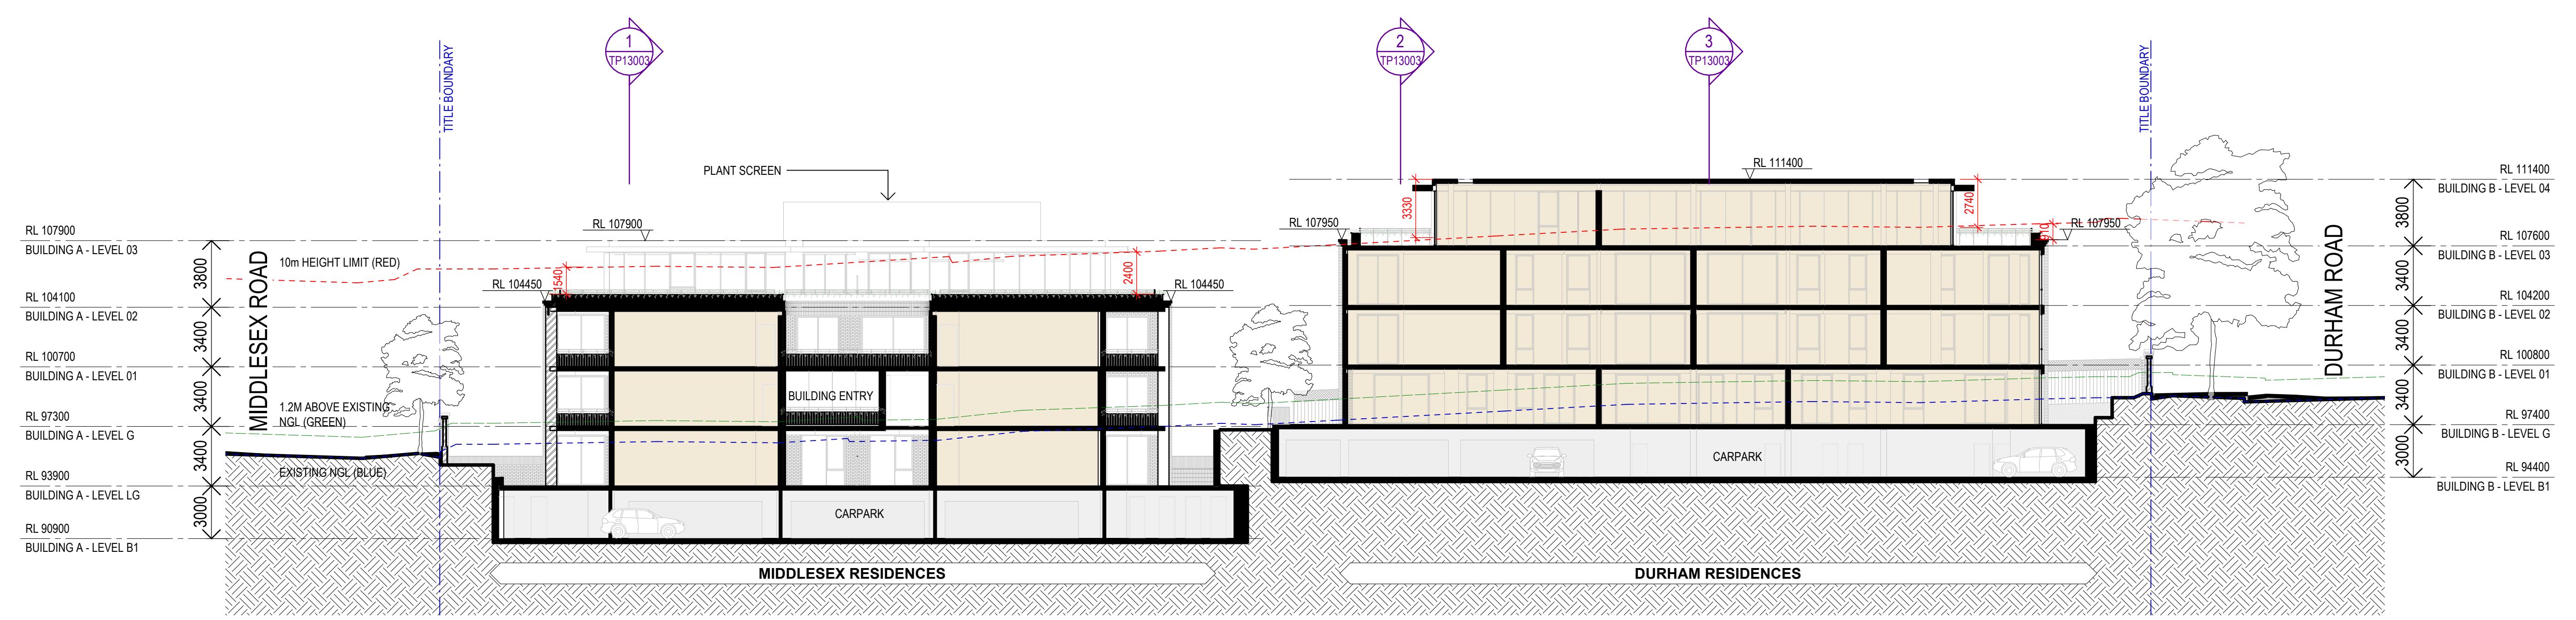 1
TP13003
2
TP13003
3
TP13003
TITLE BOUNDARY
TITLE BOUNDARY
PLANT SCREEN
RL 111400
RL 107900
RL 107950
RL 107950
RL 104450
RL 104450
10m HEIGHT LIMIT (RED)
1540
2400
3330
2740
910
RL 107900
BUILDING A - LEVEL 03
3800
RL 104100
BUILDING A - LEVEL 02
3400
RL 100700
BUILDING A - LEVEL 01
3400
RL 97300
BUILDING A - LEVEL G
3400
RL 93900
BUILDING A - LEVEL LG
3000
RL 90900
BUILDING A - LEVEL B1
MIDDLESEX ROAD
1.2M ABOVE EXISTING
NGL (GREEN)
EXISTING NGL (BLUE)
BUILDING ENTRY
CARPARK
CARPARK
MIDDLESEX RESIDENCES
DURHAM RESIDENCES
DURHAM ROAD
RL 111400
BUILDING B - LEVEL 04
3800
RL 107600
BUILDING B - LEVEL 03
3400
RL 104200
BUILDING B - LEVEL 02
3400
RL 100800
BUILDING B - LEVEL 01
3400
RL 97400
BUILDING B - LEVEL G
3000
RL 94400
BUILDING B - LEVEL B1